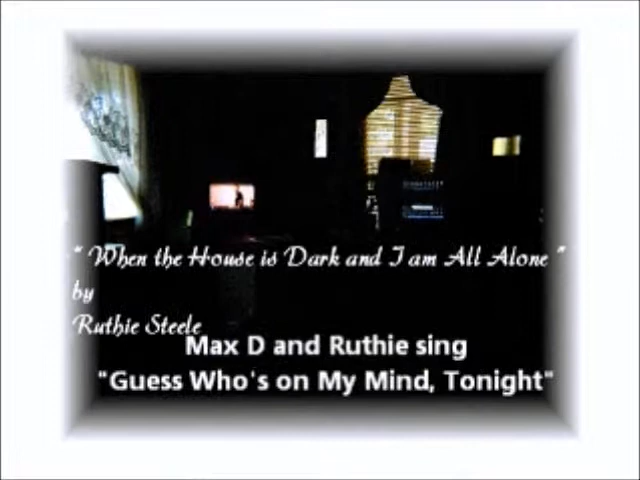 “ When the House is Dark and I am All Alone ”
by
Ruthie Steele
Max D and Ruthie sing
"Guess Who's on My Mind, Tonight"